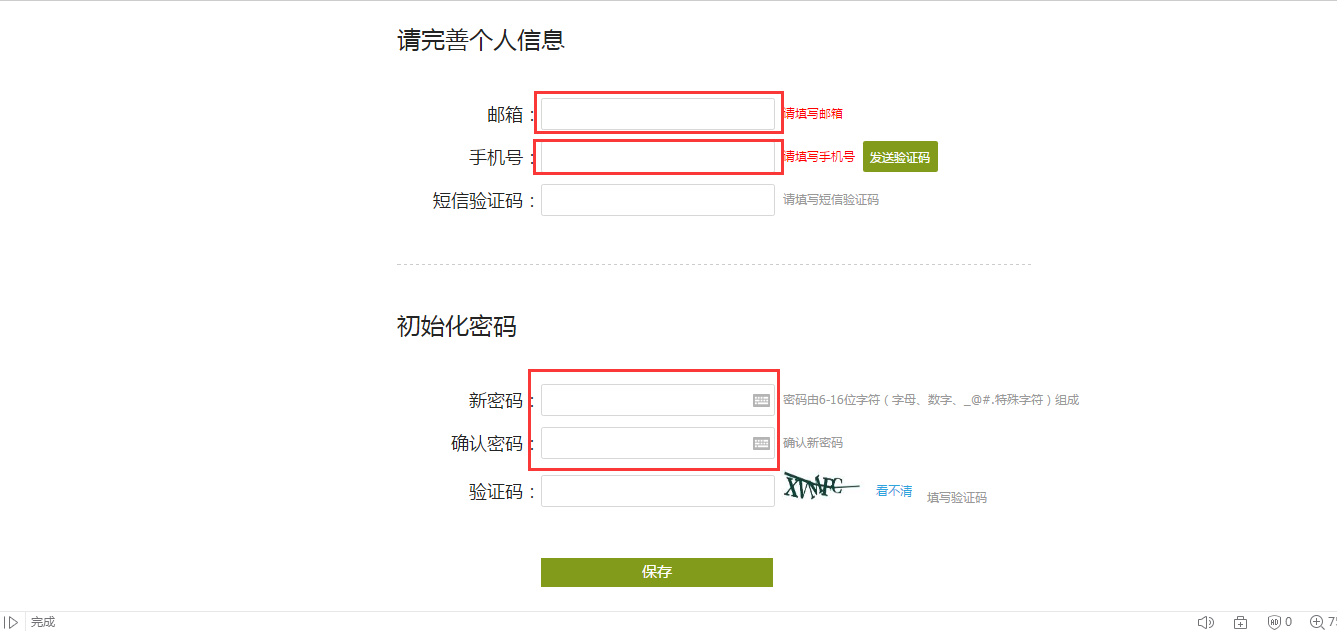 请完善个人信息
邮箱： 请填写邮箱
手机号： 请填写手机号 发送验证码
短信验证码： 请填写短信验证码
初始化密码
新密码： 密码由6-16位字符（字母、数字、_@#.特殊字符）组成
确认密码： 确认新密码
验证码： 看不清 填写验证码
保存
完成 0 75